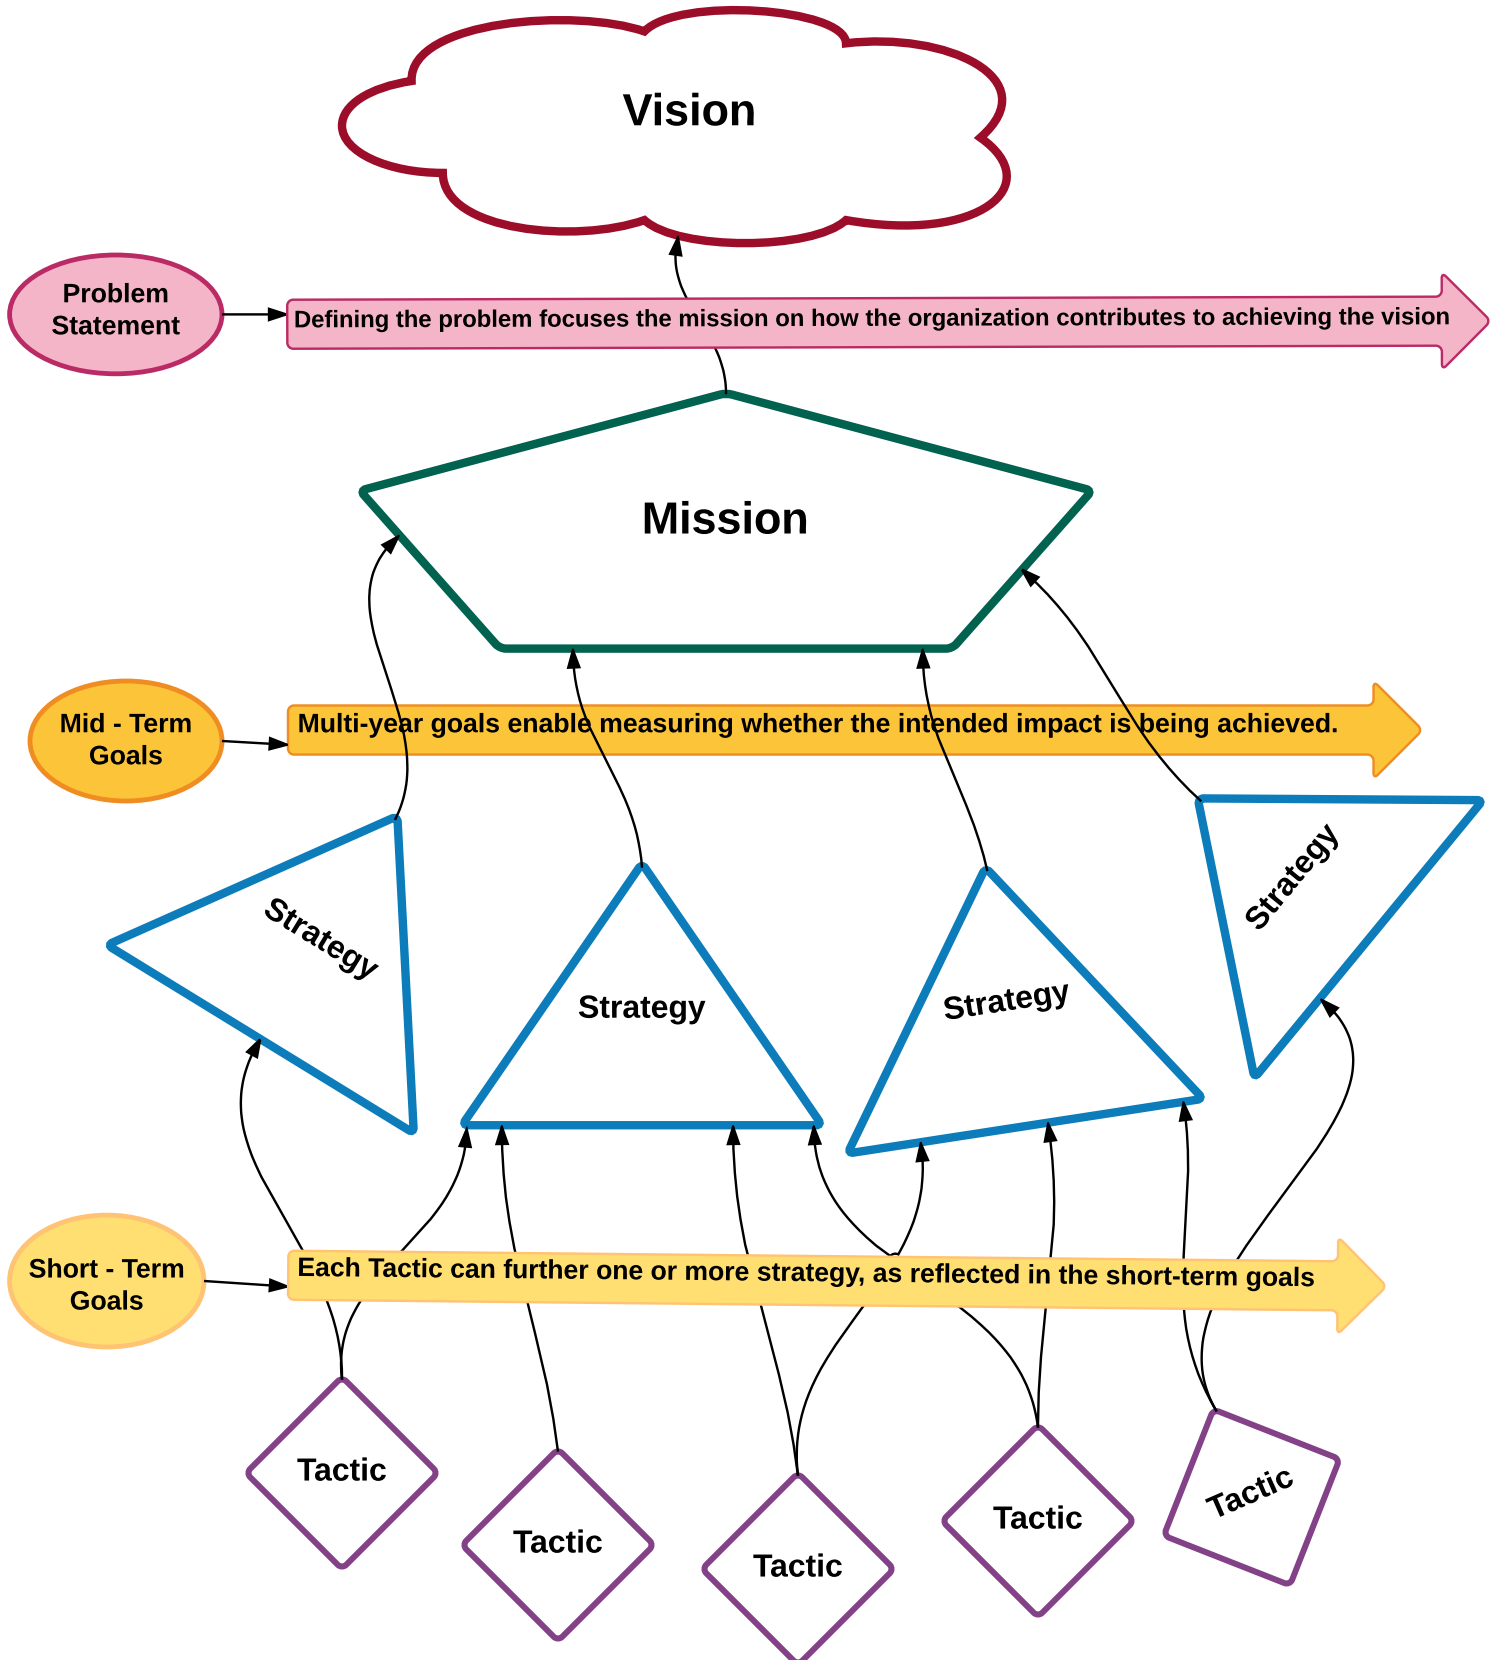 Vision
Problem
Statement
Defining the problem focuses the mission on how the organization contributes to achieving the vision
Mission
Mid - Term
Goals
Multi-year goals enable measuring whether the intended impact is being achieved.
Strategy
Strategy
Strategy
Strategy
Short - Term
Goals
Each Tactic can further one or more strategy, as reflected in the short-term goals
Tactic
Tactic
Tactic
Tactic
Tactic